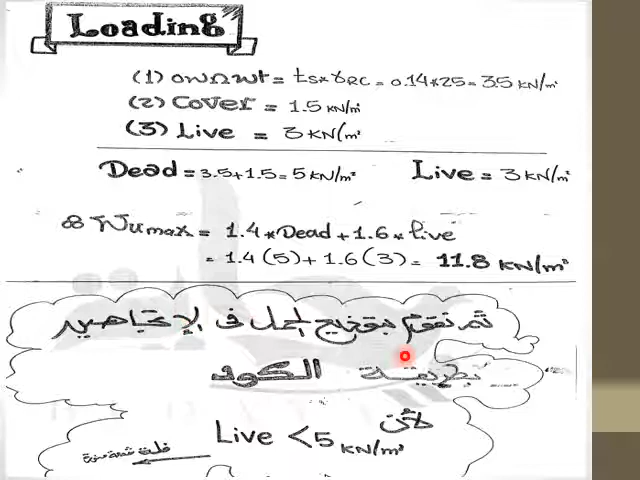 Loading
(1) own wt = ts*γRC = 0.14*25 = 3.5 KN/m²
(2) Cover = 1.5 KN/m²
(3) Live = 3 KN/m²
Dead = 3.5+1.5 = 5 KN/m² Live = 3 KN/m²
∴ Wu max = 1.4*Dead + 1.6*live
= 1.4(5) + 1.6(3) = 11.8 KN/m²
ثم نقوم بتوزيع الحمل فى الإتجاهين
بطريقة الكود
لأن Live < 5 KN/m²